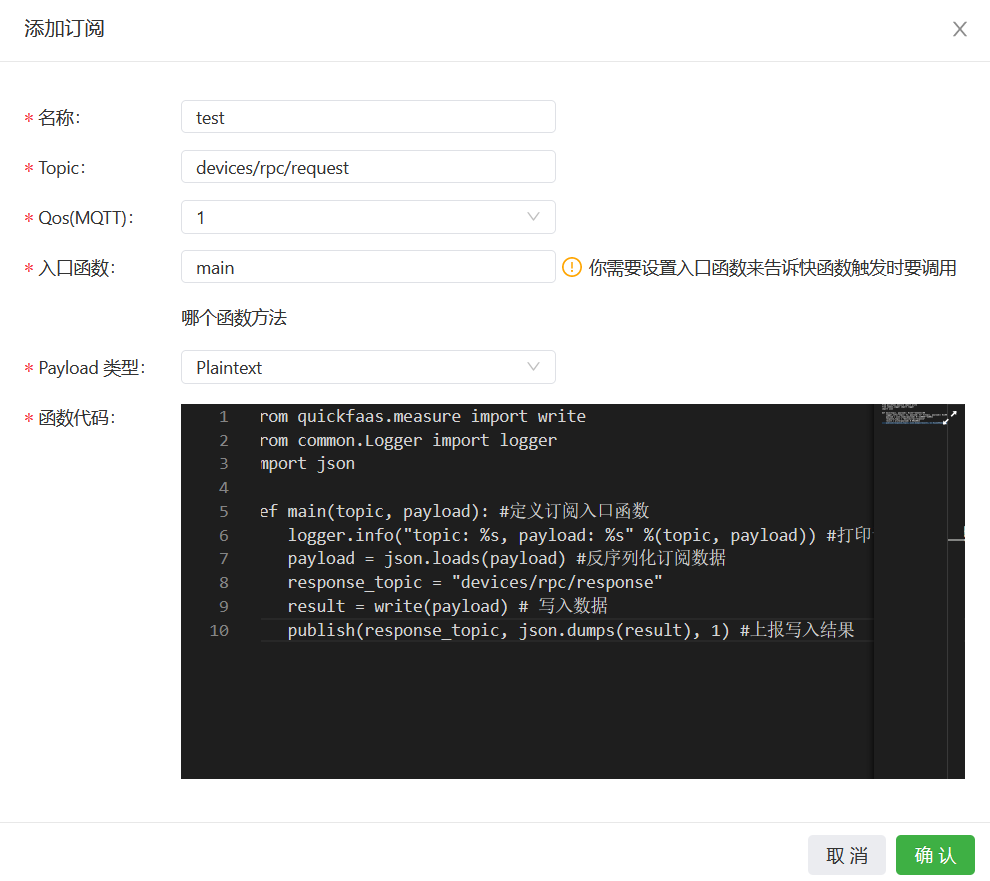 添加订阅
* 名称: test
* Topic: devices/rpc/request
* Qos(MQTT): 1
* 入口函数: main 你需要设置入口函数来告诉快函数触发时要调用
哪个函数方法
* Payload 类型: Plaintext
* 函数代码:
1 rom quickfaas.measure import write
2 rom common.Logger import logger
3 mport json
4
5 ef main(topic, payload): #定义订阅入口函数
6 logger.info("topic: %s, payload: %s" %(topic, payload)) #打印
7 payload = json.loads(payload) #反序列化订阅数据
8 response_topic = "devices/rpc/response"
9 result = write(payload) # 写入数据
10 publish(response_topic, json.dumps(result), 1) #上报写入结果
取 消 确 认